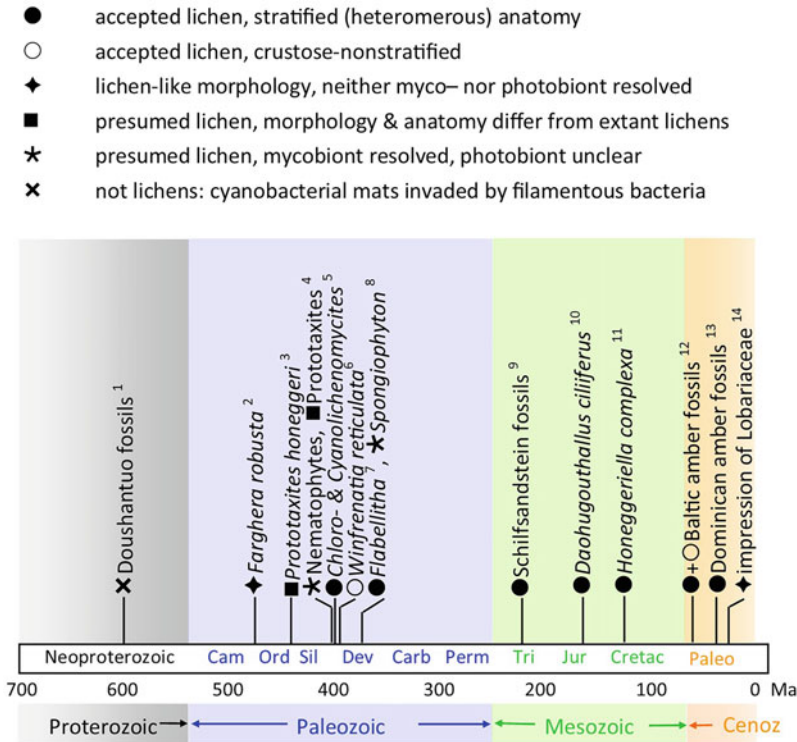 accepted lichen, stratified (heteromerous) anatomy
accepted lichen, crustose-nonstratified
lichen-like morphology, neither myco– nor photobiont resolved
presumed lichen, morphology & anatomy differ from extant lichens
presumed lichen, mycobiont resolved, photobiont unclear
not lichens: cyanobacterial mats invaded by filamentous bacteria
Doushantuo fossils 1
Farghera robusta 2
Prototaxites honeggeri 3
Nematophytes, Prototaxites 4
Chloro- & Cyanolichenomycites 5
Winfrenatia reticulata 6
Flabellitha 7, Spongiophyton 8
Schilfsandstein fossils 9
Daohugouthallus ciliiferus 10
Honeggeriella complexa 11
+ Baltic amber fossils 12
Dominican amber fossils 13
impression of Lobariaceae 14
Neoproterozoic Cam Ord Sil Dev Carb Perm Tri Jur Cretac Paleo
700 600 500 400 300 200 100 0 Ma
Proterozoic Paleozoic Mesozoic Cenoz